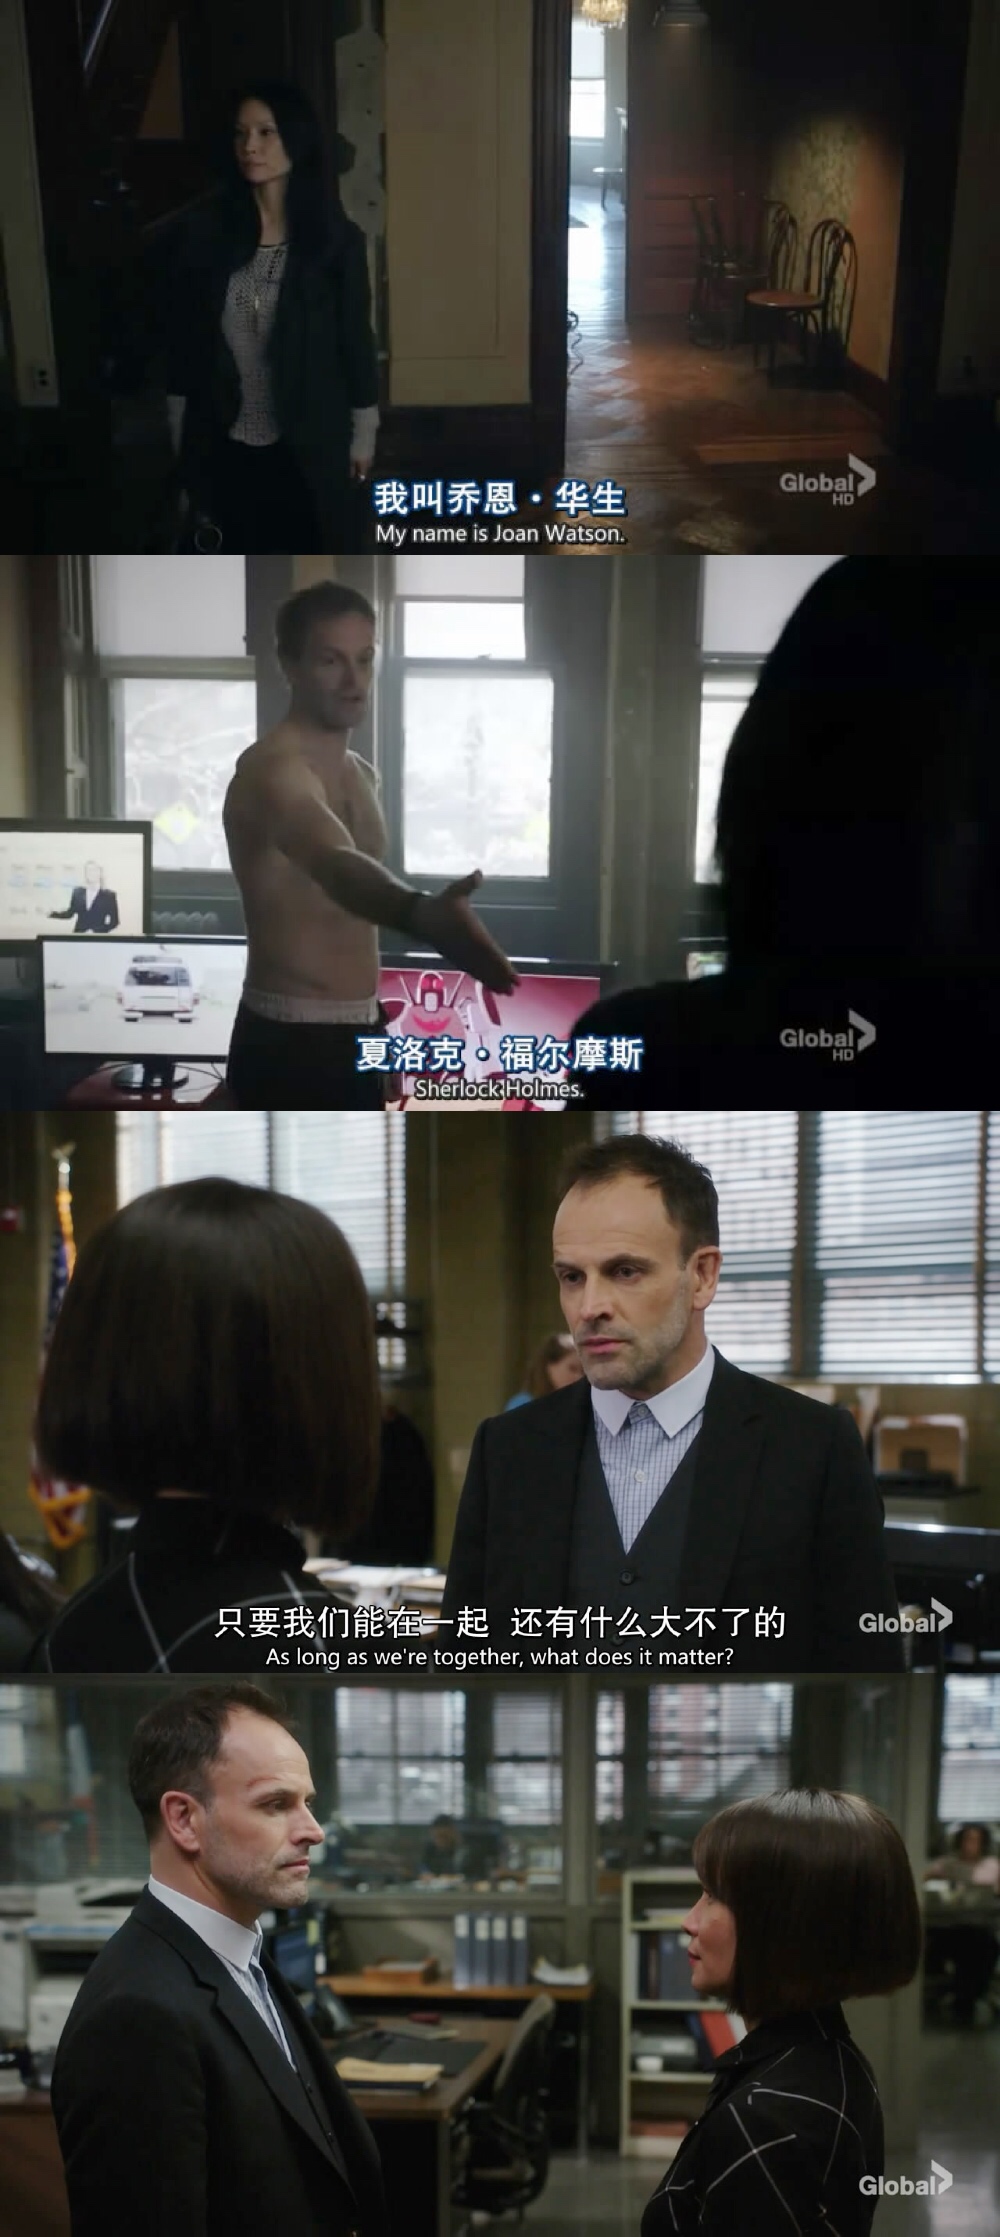 我叫乔恩·华生
My name is Joan Watson.
Global
HD
夏洛克·福尔摩斯
Sherlock Holmes.
Global
HD
只要我们能在一起 还有什么大不了的
As long as we're together, what does it matter?
Global
Global